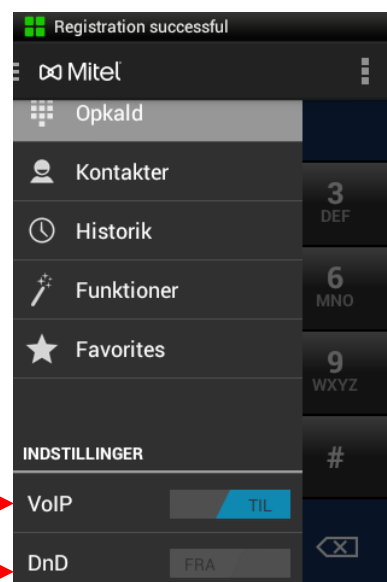 Registration successful
Mitel
Opkald
Kontakter
3
DEF
Historik
Funktioner
6
MNO
Favorites
9
WXYZ
INDSTILLINGER
#
VoIP TIL
DnD FRA